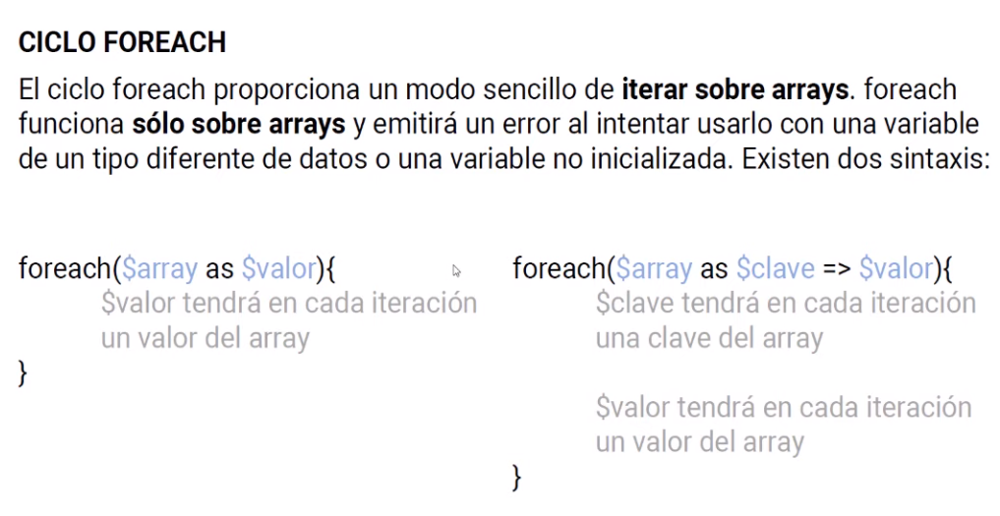 CICLO FOREACH
El ciclo foreach proporciona un modo sencillo de iterar sobre arrays. foreach
funciona sólo sobre arrays y emitirá un error al intentar usarlo con una variable
de un tipo diferente de datos o una variable no inicializada. Existen dos sintaxis:
foreach($array as $valor){
$valor tendrá en cada iteración
un valor del array
}
foreach($array as $clave => $valor){
$clave tendrá en cada iteración
una clave del array
$valor tendrá en cada iteración
un valor del array
}